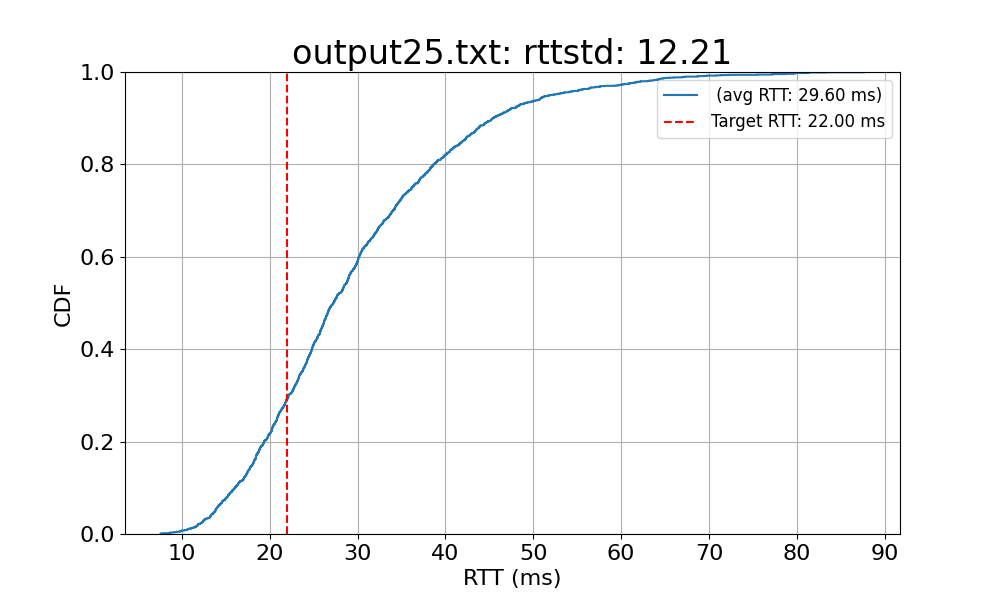 output25.txt: rttstd: 12.21
(avg RTT: 29.60 ms)
Target RTT: 22.00 ms
1.0
0.8
0.6
0.4
0.2
0.0
CDF
10 20 30 40 50 60 70 80 90
RTT (ms)